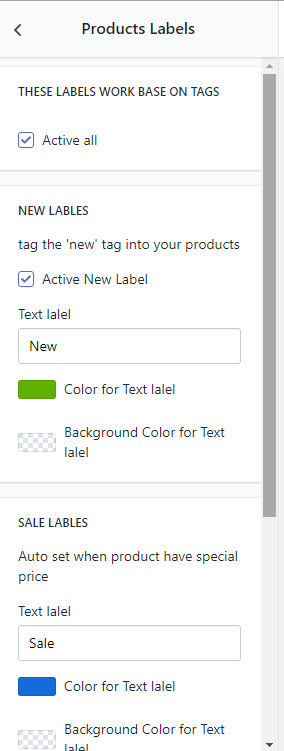 Products Labels
THESE LABELS WORK BASE ON TAGS
Active all
NEW LABLES
tag the 'new' tag into your products
Active New Label
Text lalel
New
Color for Text lalel
Background Color for Text
lalel
SALE LABLES
Auto set when product have special
price
Text lalel
Sale
Color for Text lalel
Background Color for Text
lalel